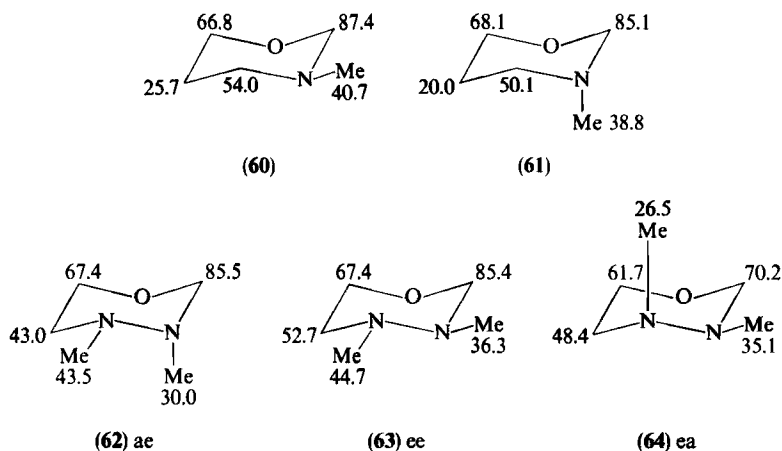 66.8 O 87.4 68.1 O 85.1
25.7 54.0 N Me 20.0 50.1 N
40.7
Me 38.8
(60) (61)
26.5
Me
67.4 O 85.5 67.4 O 85.4 61.7 O 70.2
43.0 N N 52.7 N N Me 48.4 N N Me
Me Me 36.3 35.1
43.5 Me 44.7
30.0
(62) ae (63) ee (64) ea